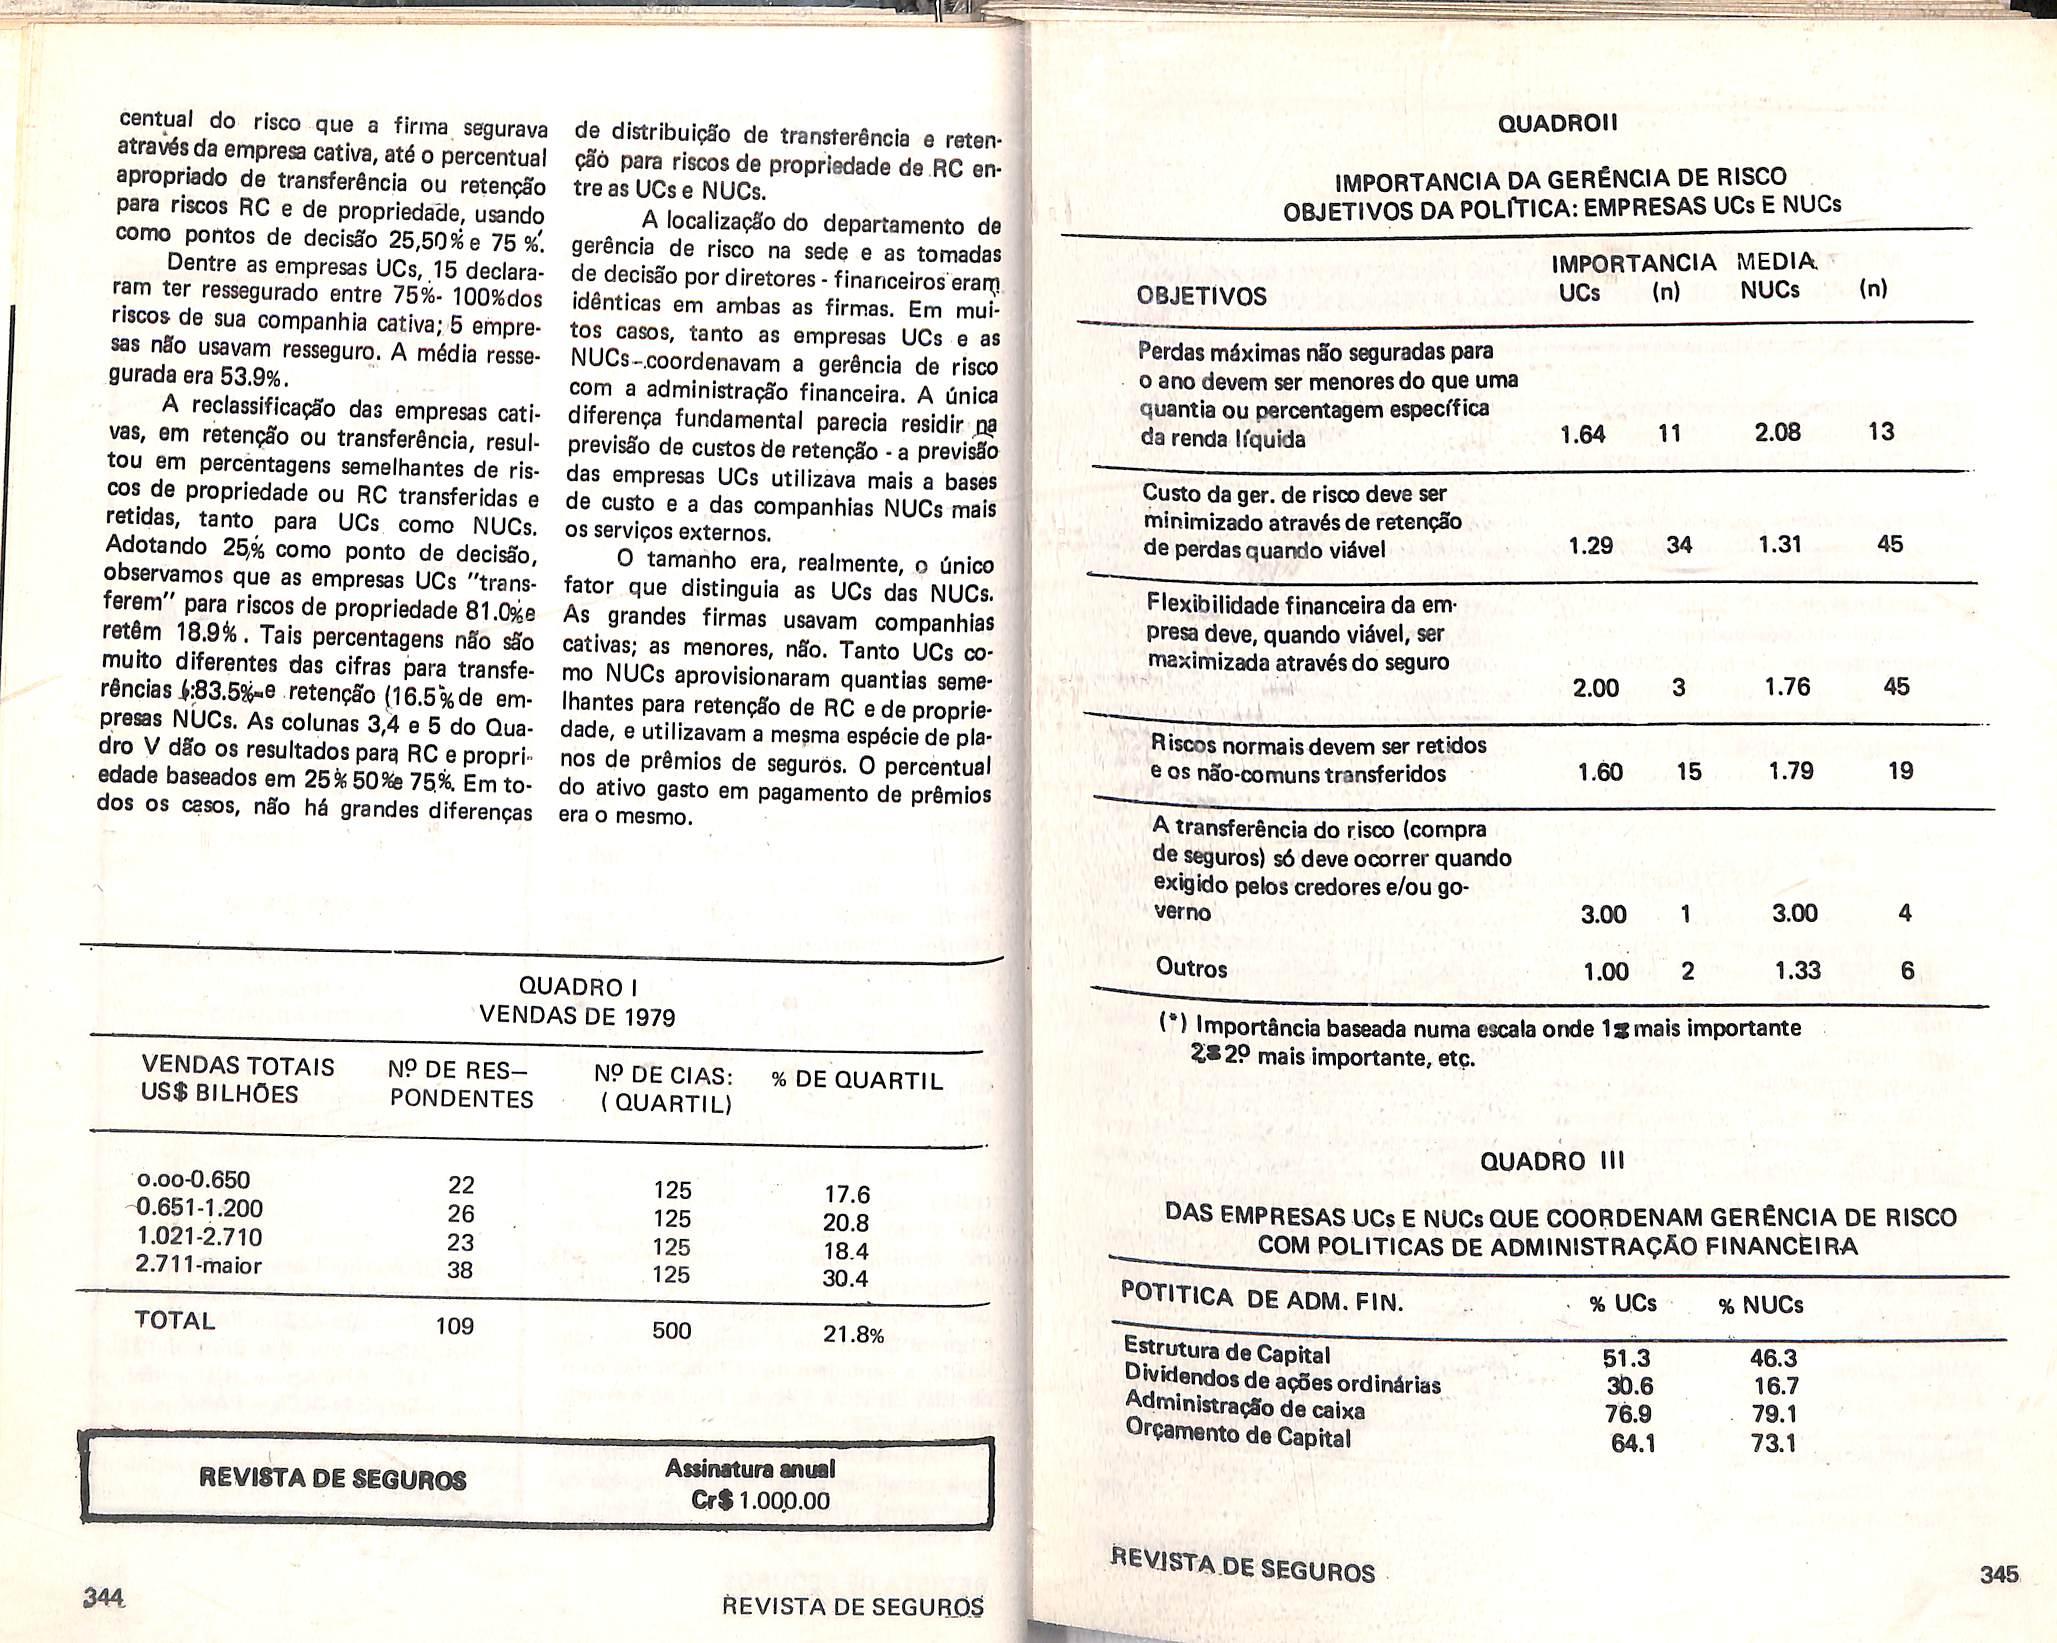 centual do risco que a firma segurava
através da empresa cativa, até o percentual
apropriado de transferência ou retenção
para riscos RC e de propriedade, usando
como pontos de decisão 25,50% e 75 %.
Dentre as empresas UCs, 15 declara-
ram ter ressegurado entre 75%- 100%dos
riscos de sua companhia cativa; 5 empre-
sas não usavam resseguro. A média resse-
gurada era 53.9%.
A reclassificação das empresas cati-
vas, em retenção ou transferência, resul-
tou em percentagens semelhantes de ris-
cos de propriedade ou RC transferidas e
retidas, tanto para UCs como NUCs.
Adotando 25,% como ponto de decisão,
observamos que as empresas UCs "trans-
ferem" para riscos de propriedade 81.0% e
retêm 18.9%. Tais percentagens não são
muito diferentes das cifras para transfe-
rências (:83.5%-e retenção (16.5% de em-
presas NUCs. As colunas 3,4 e 5 do Qua-
dro V dão os resultados para RC e propri-
edade baseados em 25% 50%e 75,%. Em to-
dos os casos, não há grandes diferenças
de distribuição de transferência e reten-
ção para riscos de propriedade de RC en-
tre as UCs e NUCs.
A localização do departamento de
gerência de risco na sede e as tomadas
de decisão por diretores - financeiros eram
idênticas em ambas as firmas. Em mui-
tos casos, tanto as empresas UCs e as
NUCs-.coordenavam a gerência de risco
com a administração financeira. A única
diferença fundamental parecia residir na
previsão de custos de retenção - a previsão
das empresas UCs utilizava mais a bases
de custo e a das companhias NUCs mais
os serviços externos.
O tamanho era, realmente, o único
fator que distinguia as UCs das NUCs.
As grandes firmas usavam companhias
cativas; as menores, não. Tanto UCs co-
mo NUCs aprovisionaram quantias seme-
lhantes para retenção de RC e de proprie-
dade, e utilizavam a mesma espécie de pla-
nos de prêmios de seguros. O percentual
do ativo gasto em pagamento de prêmios
era o mesmo.
QUADRO I
VENDAS DE 1979
VENDAS TOTAIS Nº DE RES— Nº DE CIAS: % DE QUARTIL
US$ BILHÕES PONDENTES ( QUARTIL)
o.oo-0.650 22 125 17.6
0.651-1.200 26 125 20.8
1.021-2.710 23 125 18.4
2.711-maior 38 125 30.4
TOTAL 109 500 21.8%
REVISTA DE SEGUROS Assinatura anual
Cr$ 1.000.00
344 REVISTA DE SEGUROS
QUADROII
IMPORTANCIA DA GERÊNCIA DE RISCO
OBJETIVOS DA POLÍTICA: EMPRESAS UCs E NUCs
IMPORTANCIA MEDIA
OBJETIVOS UCs (n) NUCs (n)
Perdas máximas não seguradas para
o ano devem ser menores do que uma
quantia ou percentagem específica
da renda líquida 1.64 11 2.08 13
Custo da ger. de risco deve ser
minimizado através de retenção
de perdas quando viável 1.29 34 1.31 45
Flexibilidade financeira da em-
presa deve, quando viável, ser
maximizada através do seguro
2.00 3 1.76 45
Riscos normais devem ser retidos
e os não-comuns transferidos 1.60 15 1.79 19
A transferência do risco (compra
de seguros) só deve ocorrer quando
exigido pelos credores e/ou go-
verno 3.00 1 3.00 4
Outros 1.00 2 1.33 6
(*) Importância baseada numa escala onde 1= mais importante
2= 2º mais importante, etc.
QUADRO III
DAS EMPRESAS UCs E NUCs QUE COORDENAM GERÊNCIA DE RISCO
COM POLITICAS DE ADMINISTRAÇÃO FINANCEIRA
POTITICA DE ADM. FIN. % UCs % NUCs
Estrutura de Capital 51.3 46.3
Dividendos de ações ordinárias 30.6 16.7
Administração de caixa 76.9 79.1
Orçamento de Capital 64.1 73.1
REVISTA DE SEGUROS 345